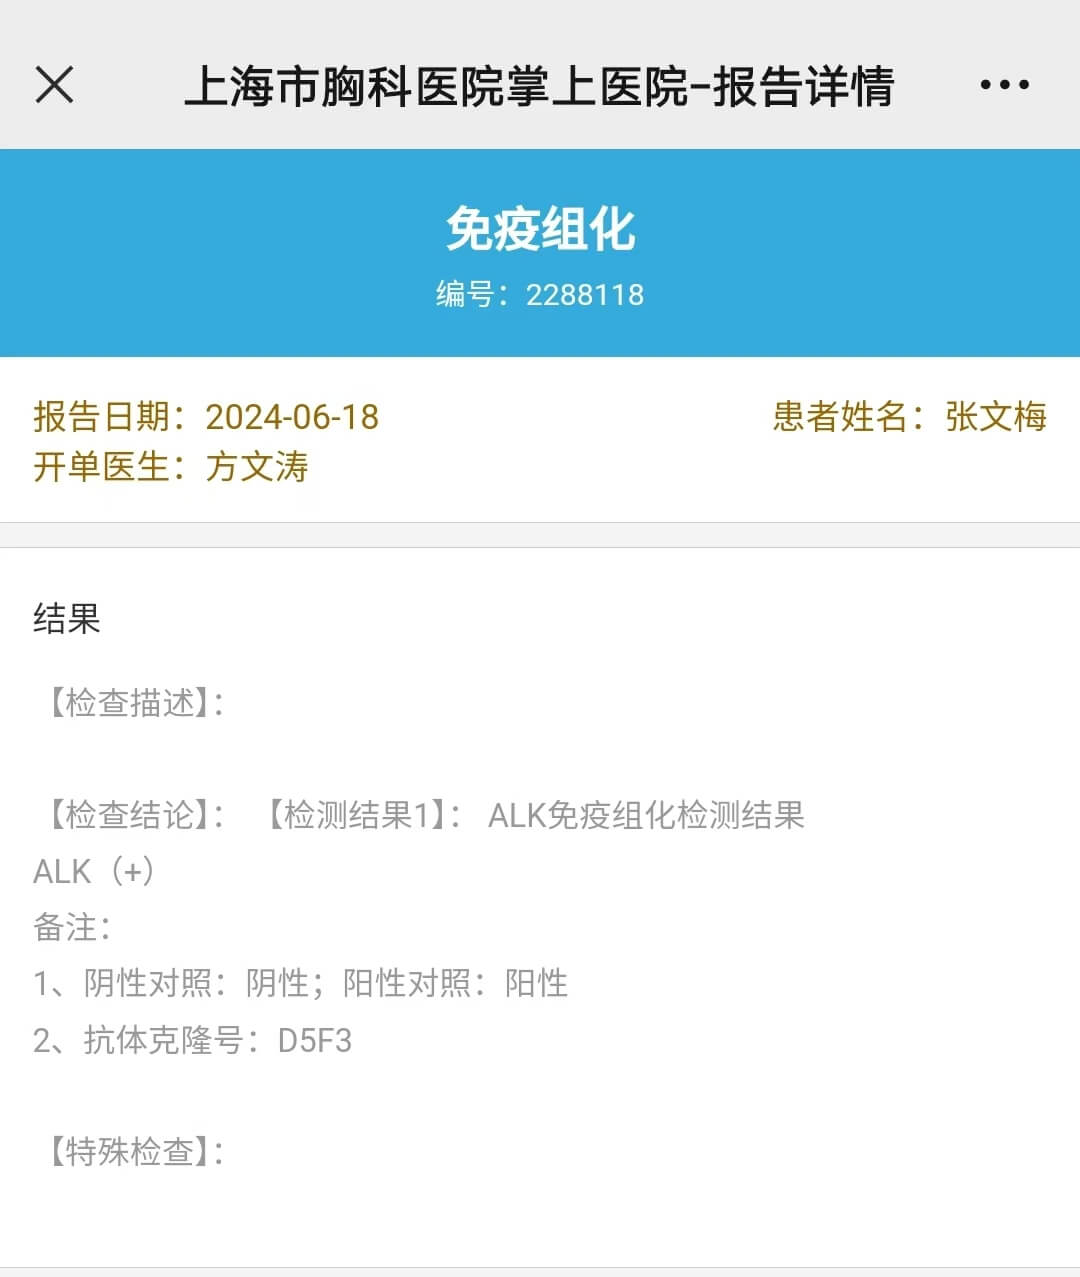 上海市胸科医院掌上医院-报告详情
免疫组化
编号：2288118
报告日期：2024-06-18
患者姓名：张文梅
开单医生：方文涛
结果
【检查描述】：
【检查结论】： 【检测结果1】： ALK免疫组化检测结果
ALK（+）
备注：
1、阴性对照：阴性；阳性对照：阳性
2、抗体克隆号：D5F3
【特殊检查】：